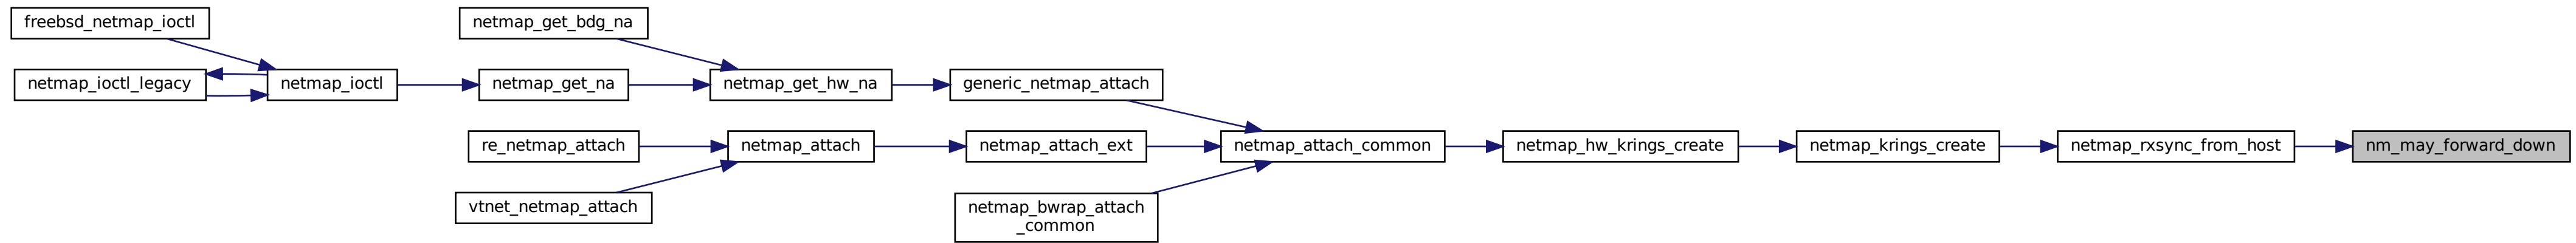 freebsd_netmap_ioctl
netmap_get_bdg_na
netmap_ioctl_legacy
netmap_ioctl
netmap_get_na
netmap_get_hw_na
generic_netmap_attach
re_netmap_attach
netmap_attach
netmap_attach_ext
netmap_attach_common
netmap_hw_krings_create
netmap_krings_create
netmap_rxsync_from_host
nm_may_forward_down
vtnet_netmap_attach
netmap_bwrap_attach
_common